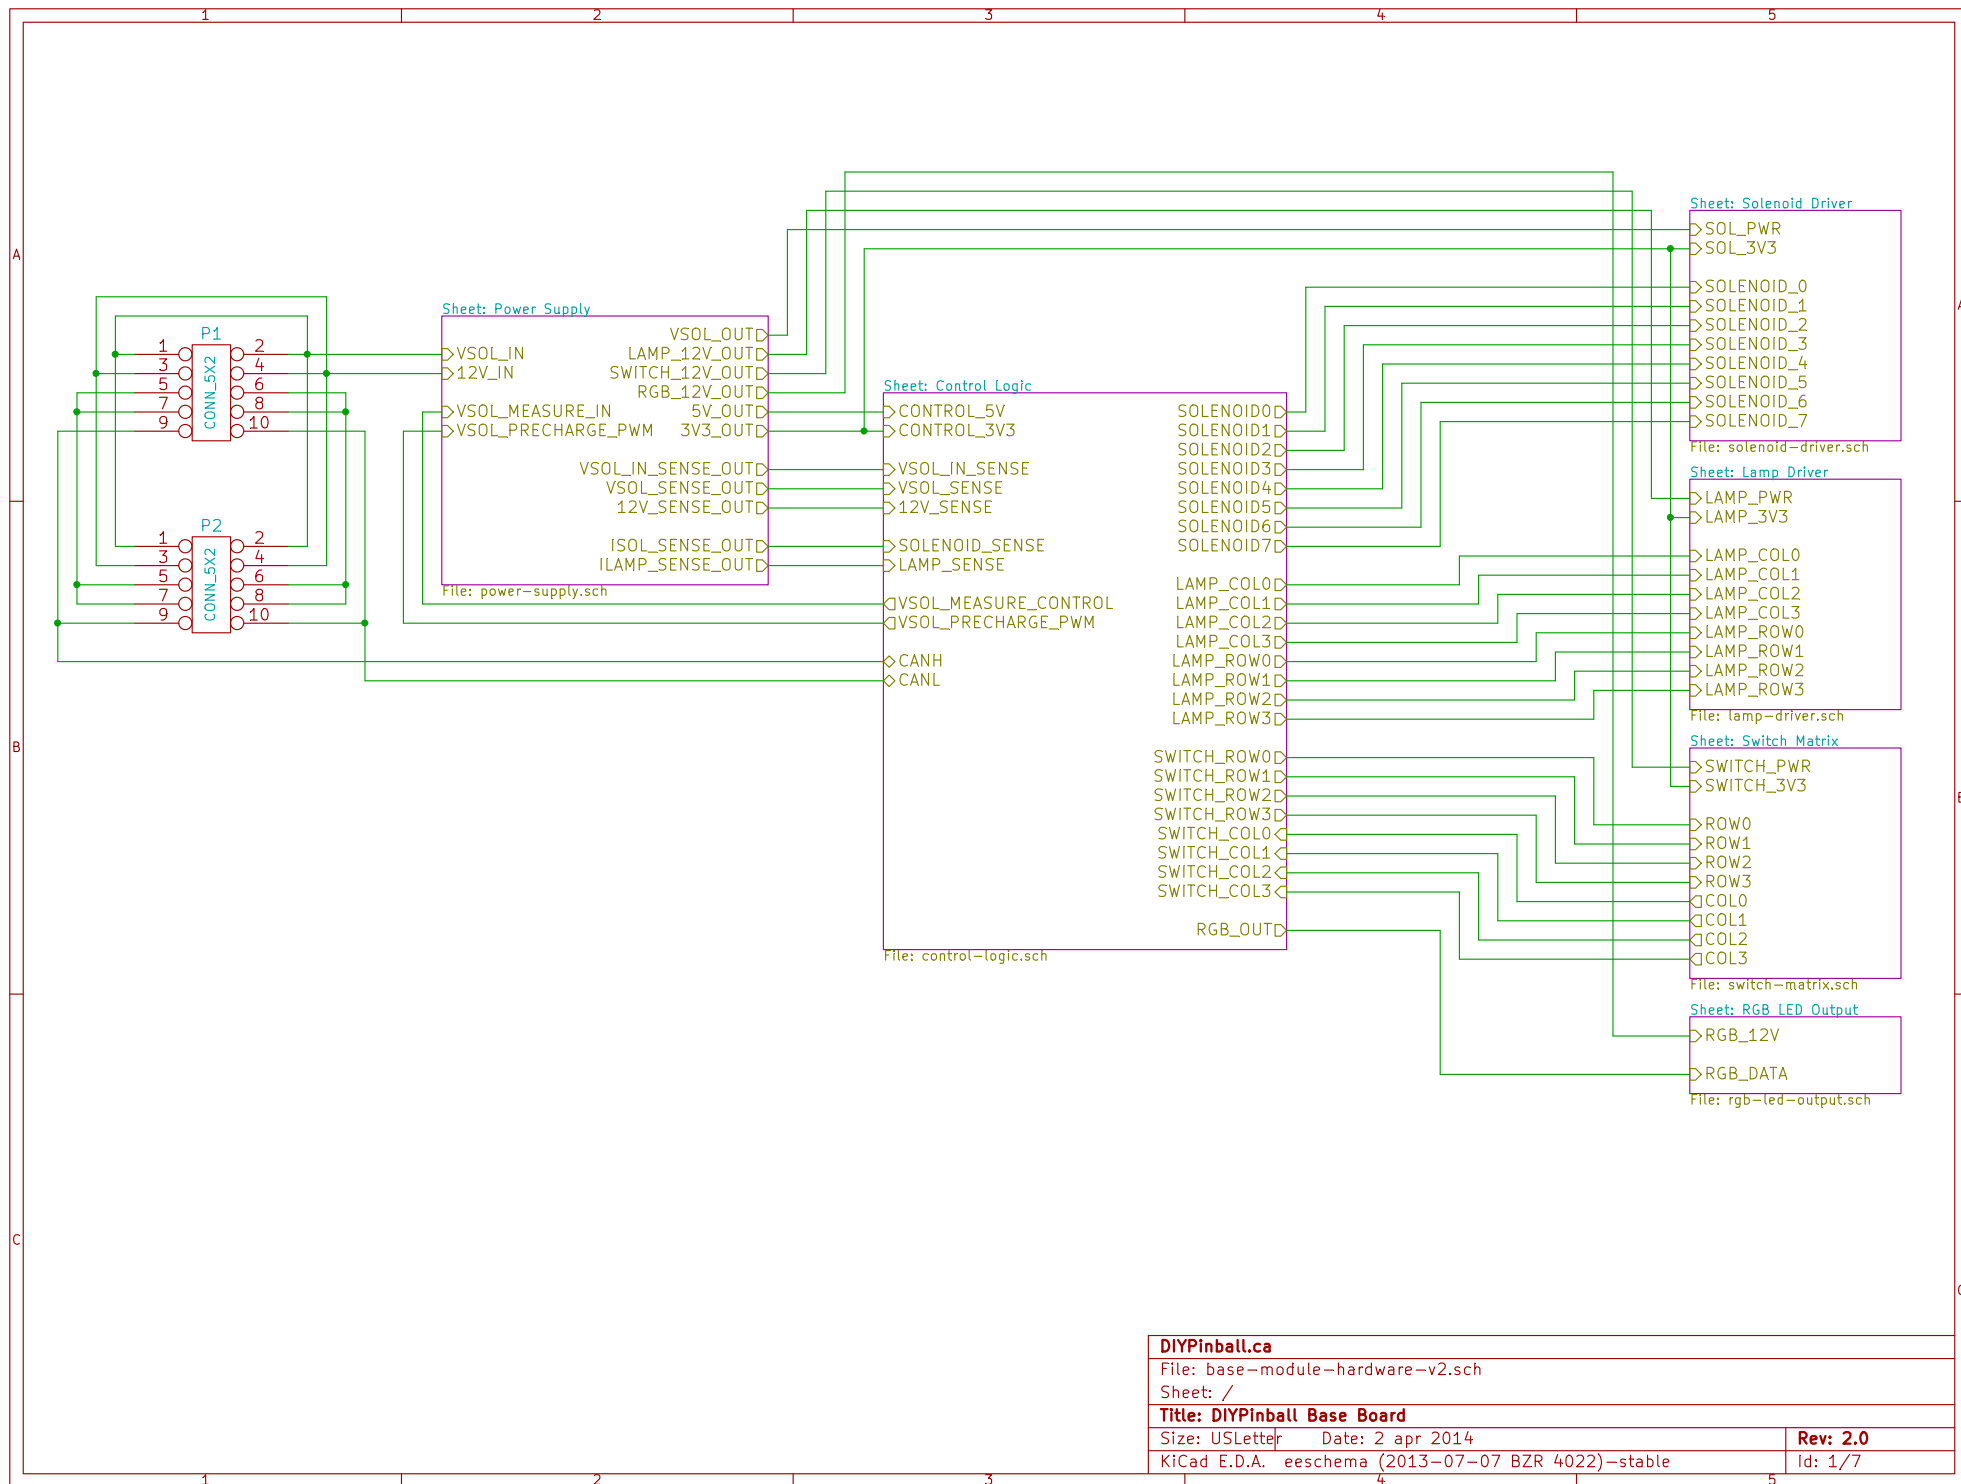 1 2 3 4 5
A
B
C
A
P1
1 2
3 4
5 6
7 8
9 10
CONN_5X2
P2
1 2
3 4
5 6
7 8
9 10
CONN_5X2
Sheet: Power Supply
VSOL_IN
12V_IN
VSOL_MEASURE_IN
VSOL_PRECHARGE_PWM
VSOL_OUT
LAMP_12V_OUT
SWITCH_12V_OUT
RGB_12V_OUT
5V_OUT
3V3_OUT
VSOL_IN_SENSE_OUT
VSOL_SENSE_OUT
12V_SENSE_OUT
ISOL_SENSE_OUT
ILAMP_SENSE_OUT
File: power-supply.sch
Sheet: Control Logic
CONTROL_5V
CONTROL_3V3
VSOL_IN_SENSE
VSOL_SENSE
12V_SENSE
SOLENOID_SENSE
LAMP_SENSE
VSOL_MEASURE_CONTROL
VSOL_PRECHARGE_PWM
CANH
CANL
SOLENOID0
SOLENOID1
SOLENOID2
SOLENOID3
SOLENOID4
SOLENOID5
SOLENOID6
SOLENOID7
LAMP_COL0
LAMP_COL1
LAMP_COL2
LAMP_COL3
LAMP_ROW0
LAMP_ROW1
LAMP_ROW2
LAMP_ROW3
SWITCH_ROW0
SWITCH_ROW1
SWITCH_ROW2
SWITCH_ROW3
SWITCH_COL0
SWITCH_COL1
SWITCH_COL2
SWITCH_COL3
RGB_OUT
File: control-logic.sch
Sheet: Solenoid Driver
SOL_PWR
SOL_3V3
SOLENOID_0
SOLENOID_1
SOLENOID_2
SOLENOID_3
SOLENOID_4
SOLENOID_5
SOLENOID_6
SOLENOID_7
File: solenoid-driver.sch
Sheet: Lamp Driver
LAMP_PWR
LAMP_3V3
LAMP_COL0
LAMP_COL1
LAMP_COL2
LAMP_COL3
LAMP_ROW0
LAMP_ROW1
LAMP_ROW2
LAMP_ROW3
File: lamp-driver.sch
Sheet: Switch Matrix
SWITCH_PWR
SWITCH_3V3
ROW0
ROW1
ROW2
ROW3
COL0
COL1
COL2
COL3
File: switch-matrix.sch
Sheet: RGB LED Output
RGB_12V
RGB_DATA
File: rgb-led-output.sch
DIYPinball.ca
File: base-module-hardware-v2.sch
Sheet: /
Title: DIYPinball Base Board
Size: USLetter Date: 2 apr 2014 Rev: 2.0
KiCad E.D.A. eeschema (2013-07-07 BZR 4022)-stable Id: 1/7
1 2 3 4 5